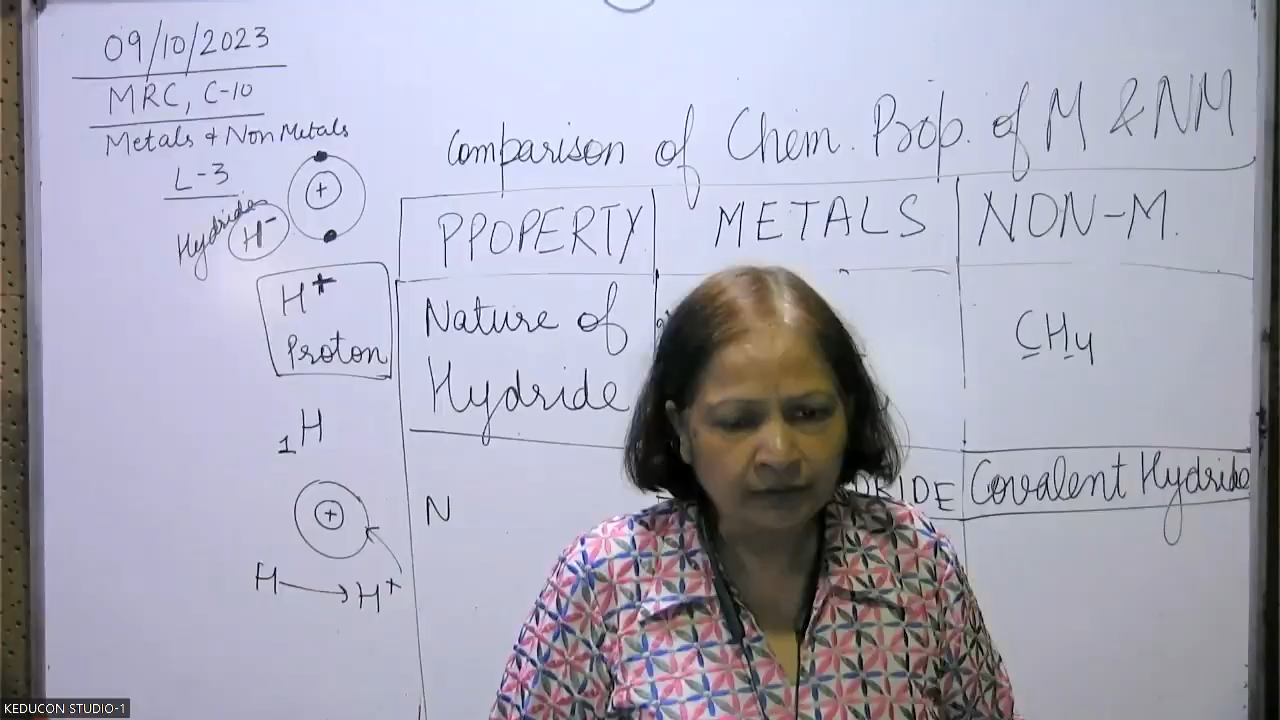 09/10/2023
MRC, C-10
Metals & Non Metals
L-3
Hydride
H⁻
H⁺
Proton
₁H
H → H⁺
Comparison of Chem. Prop. of M & NM
PPOPERTY METALS NON-M.
Nature of CH₄
Hydride
N DRIDE Covalent Hydride
KEDUCON STUDIO-1